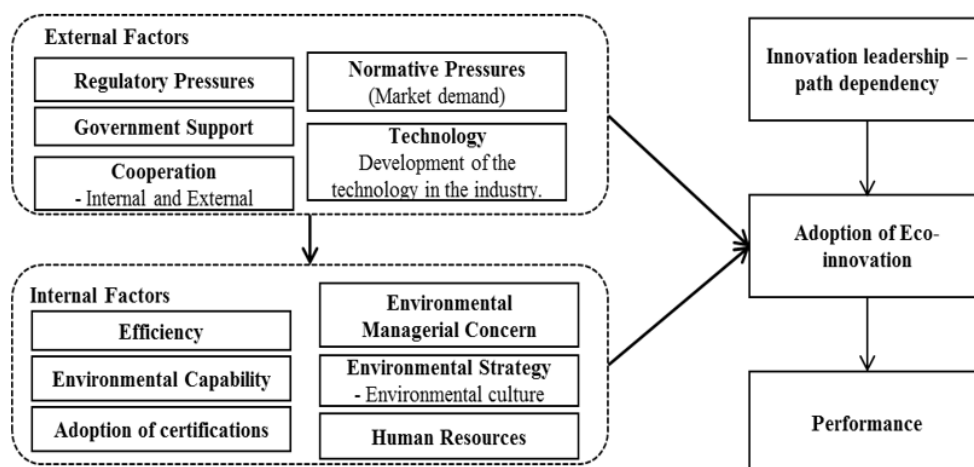 External Factors
Regulatory Pressures
Government Support
Cooperation
- Internal and External
Normative Pressures
(Market demand)
Technology
Development of the
technology in the industry.
Internal Factors
Efficiency
Environmental Capability
Adoption of certifications
Environmental
Managerial Concern
Environmental Strategy
- Environmental culture
Human Resources
Innovation leadership –
path dependency
Adoption of Eco-
innovation
Performance